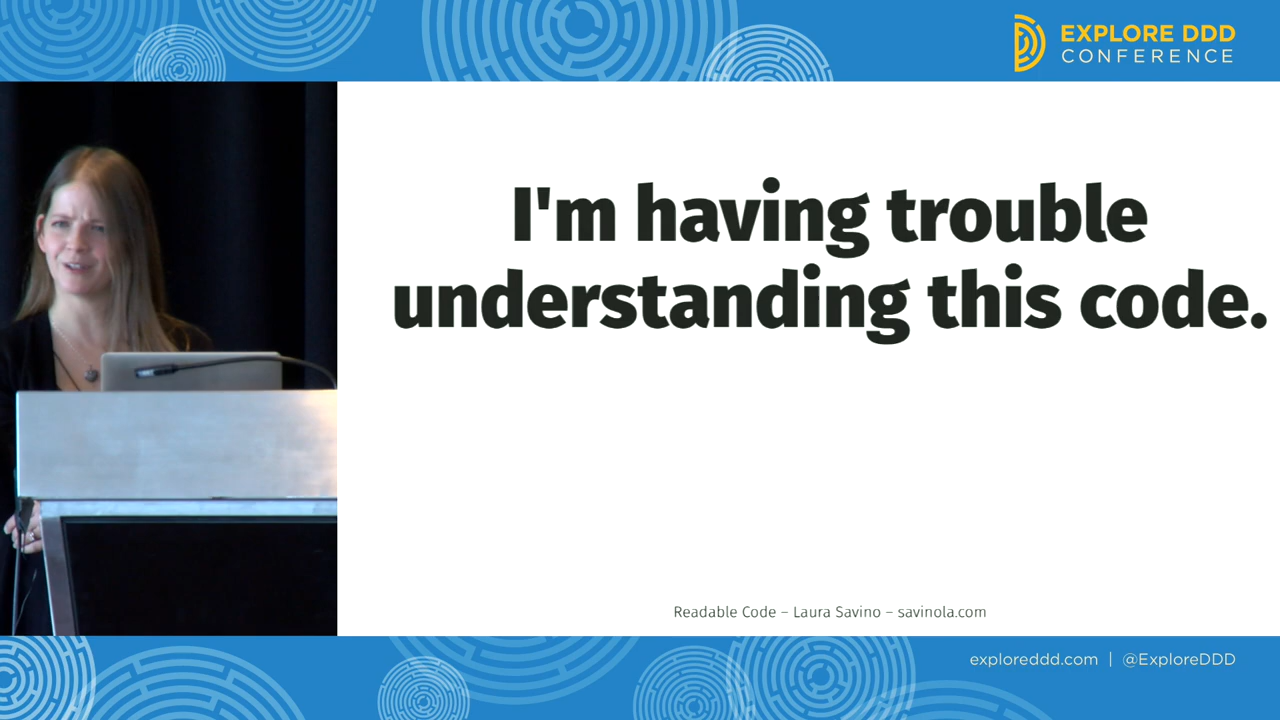 EXPLORE DDD
CONFERENCE
I'm having trouble
understanding this code.
Readable Code – Laura Savino – savinola.com
exploreddd.com | @ExploreDDD